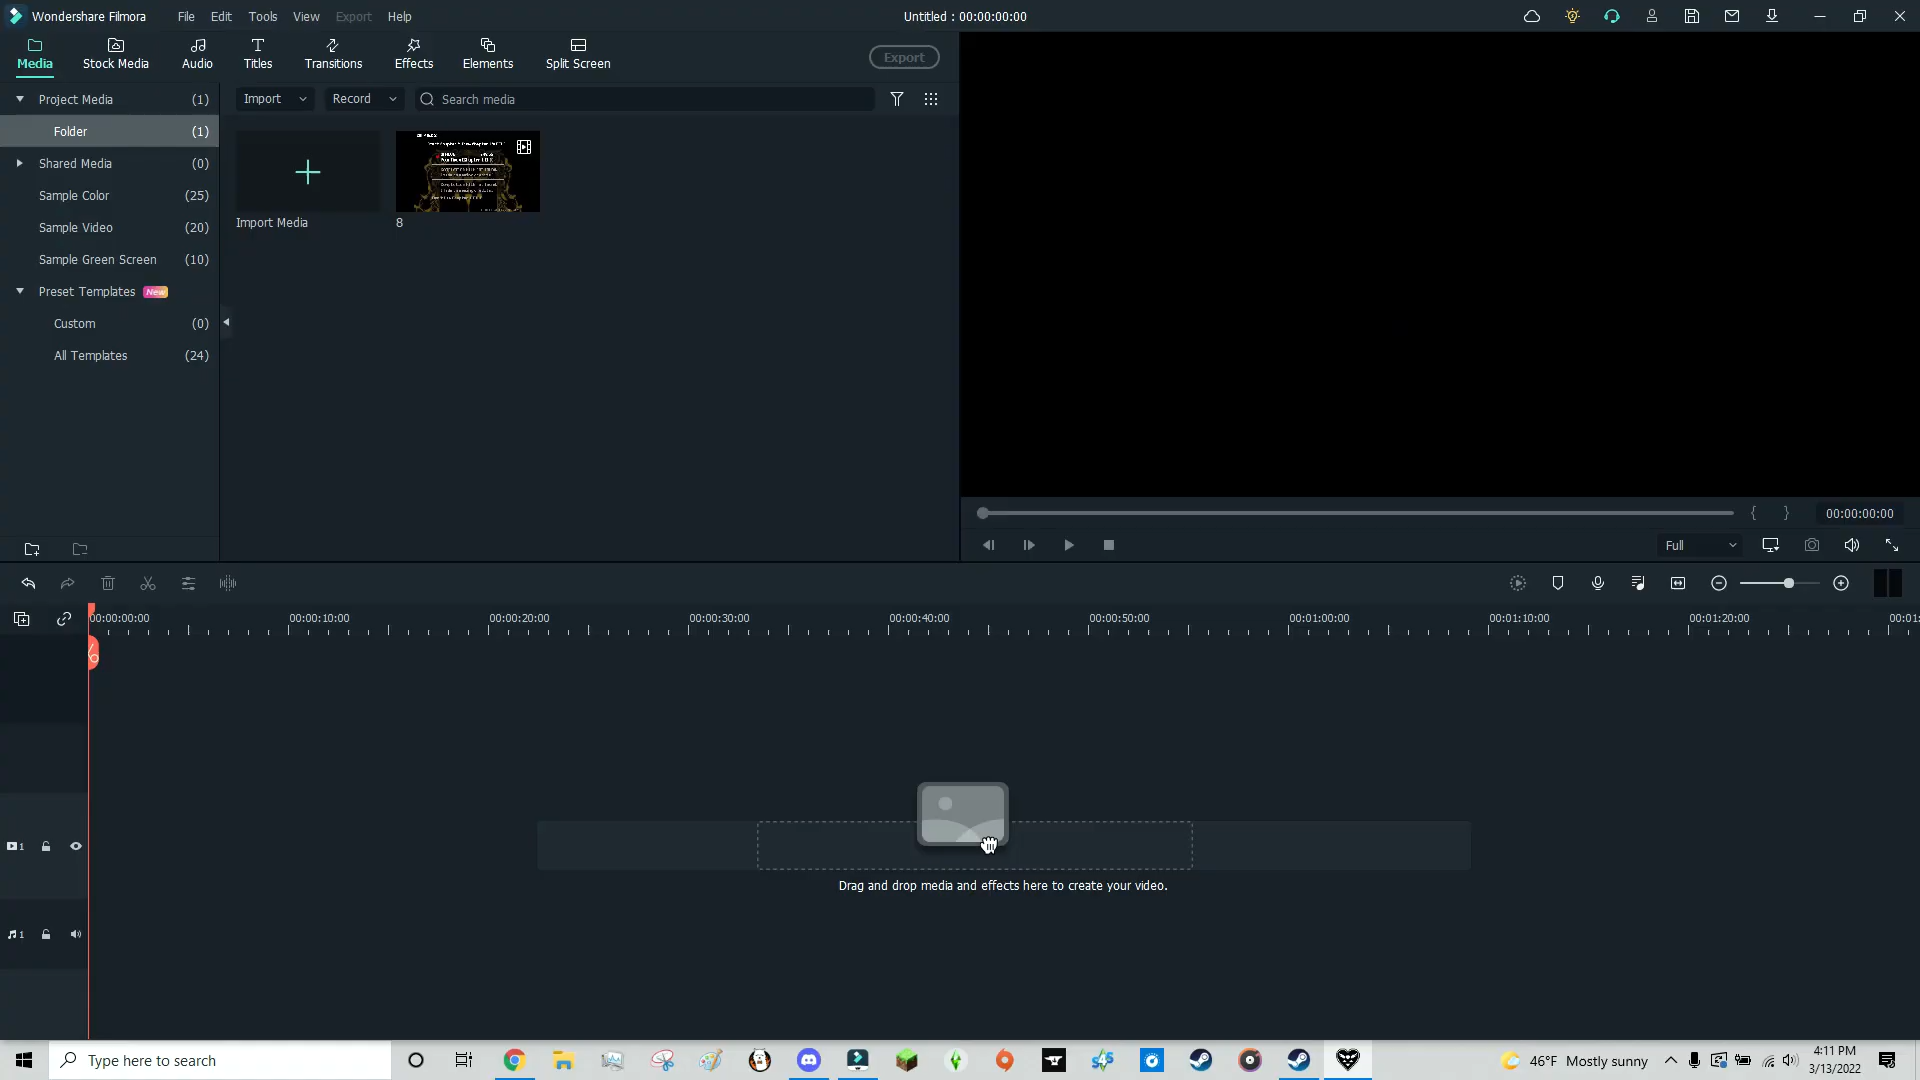 Wondershare Filmora File Edit Tools View Export Help Untitled : 00:00:00:00
Media Stock Media Audio Titles Transitions Effects Elements Split Screen Export
Project Media (1) Import Record Search media
Folder (1)
Shared Media (0)
Sample Color (25)
Import Media 8
Sample Video (20)
Sample Green Screen (10)
Preset Templates New
Custom (0)
All Templates (24)
{ } 00:00:00:00
Full
00:00:00:00 00:00:10:00 00:00:20:00 00:00:30:00 00:00:40:00 00:00:50:00 00:01:00:00 00:01:10:00 00:01:20:00 00:01:
1
Drag and drop media and effects here to create your video.
1
Type here to search 46°F Mostly sunny 4:11 PM
3/13/2022